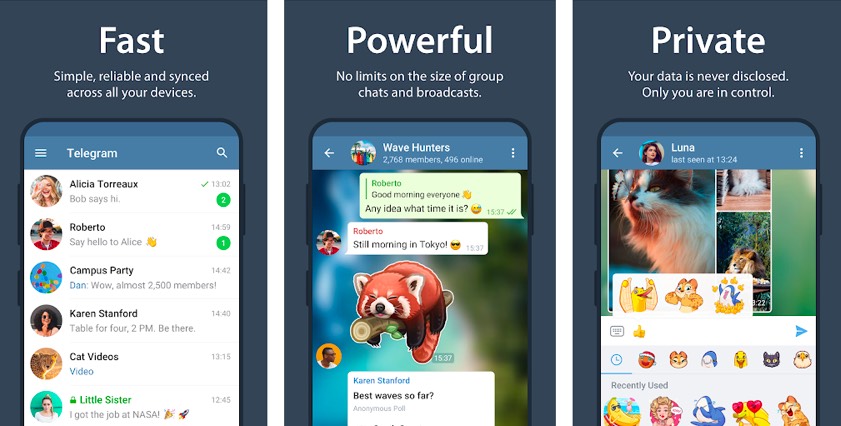 Fast
Simple, reliable and synced
across all your devices.
Telegram
Alicia Torreaux
13:02
Bob says hi.
2
Roberto
14:59
Say hello to Alice 👋
1
Campus Party
14:42
Dan: Wow, almost 2,500 members!
Karen Stanford
14:40
Table for four, 2 PM. Be there.
Cat Videos
13:15
Video
Little Sister
12:45
I got the job at NASA! 🎉 🚀
Powerful
No limits on the size of group
chats and broadcasts.
Wave Hunters
2,768 members, 496 online
Roberto
Good morning everyone 👋
Any idea what time it is? 😅 15:37
Roberto
Still morning in Tokyo! 😎 15:37
15:37
Karen Stanford
Best waves so far?
Anonymous Poll
Private
Your data is never disclosed.
Only you are in control.
Luna
last seen at 13:24
👍
Recently Used